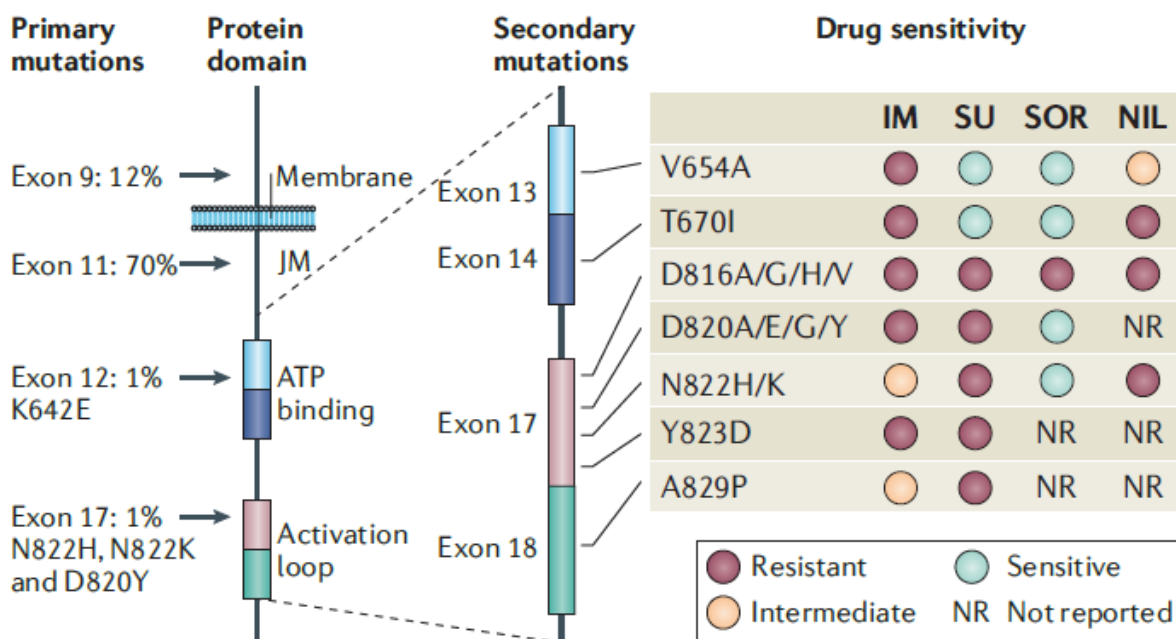 Primary
mutations
Protein
domain
Secondary
mutations
Drug sensitivity
Exon 9: 12%
Membrane
Exon 11: 70%
JM
Exon 12: 1%
K642E
ATP
binding
Exon 17: 1%
N822H, N822K
and D820Y
Activation
loop
Exon 13
Exon 14
Exon 17
Exon 18
IM SU SOR NIL
V654A
T670I
D816A/G/H/V
D820A/E/G/Y NR
N822H/K
Y823D NR NR
A829P NR NR
Resistant Sensitive
Intermediate NR Not reported